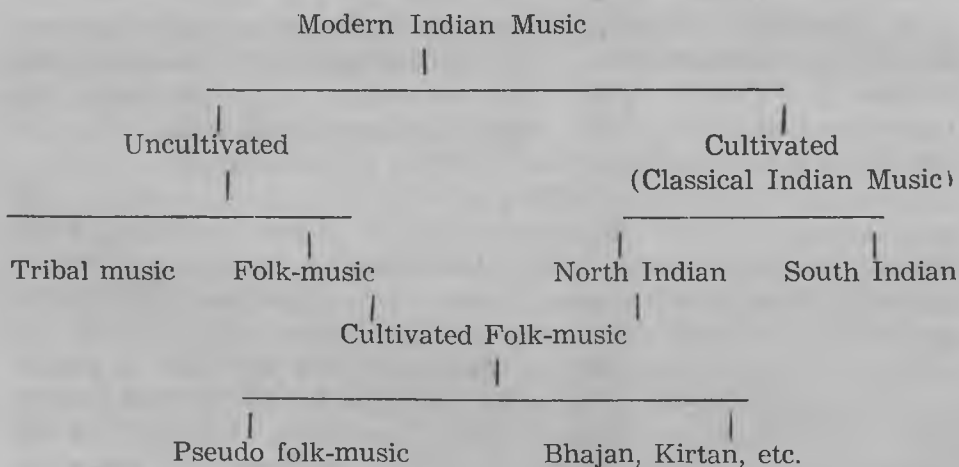 Modern Indian Music
Uncultivated Cultivated
(Classical Indian Music)
Tribal music Folk-music North Indian South Indian
Cultivated Folk-music
Pseudo folk-music Bhajan, Kirtan, etc.